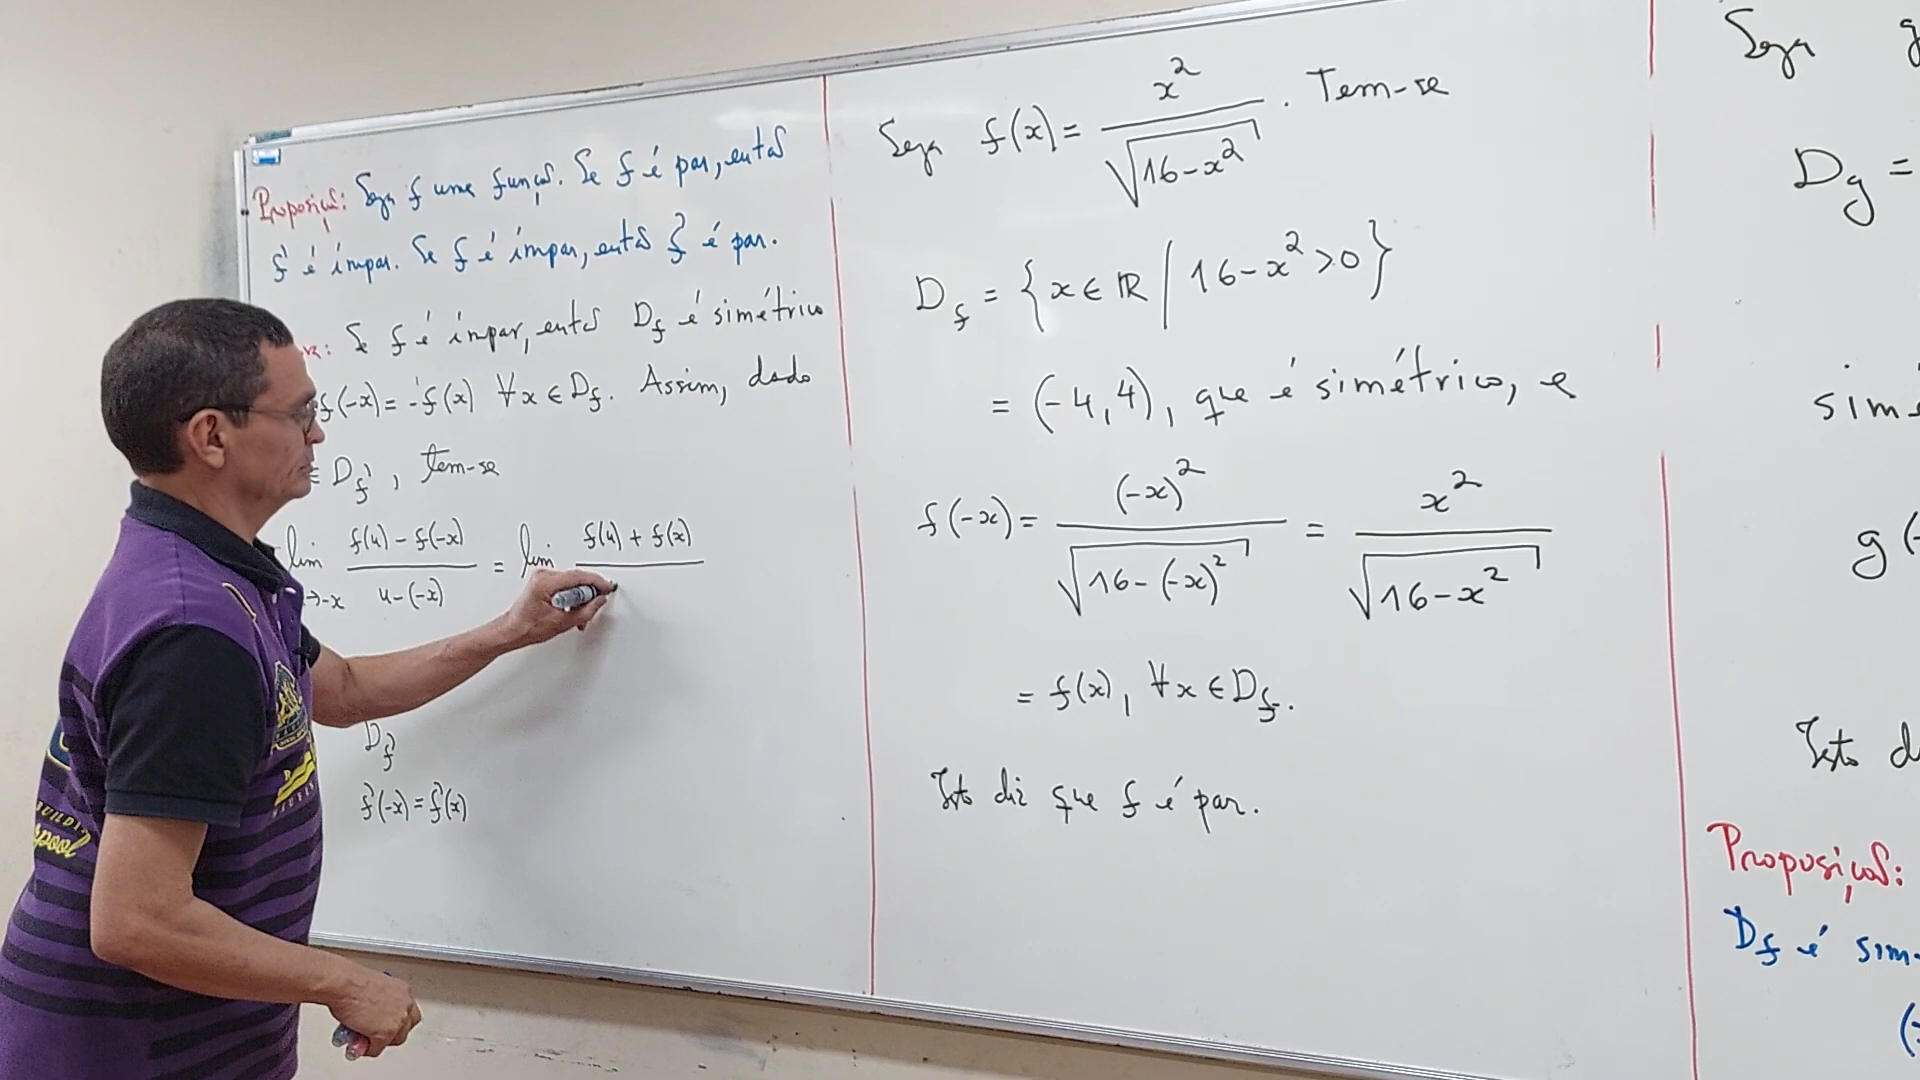 Proposição: Seja f uma função. Se f é par, então
f' é ímpar. Se f é ímpar, então f' é par.
: Se f é ímpar, então D_f é simétrico
f(-x) = -f(x) ∀x ∈ D_f. Assim, dado
∈ D_f', tem-se
lim_{→-x} (f(u) - f(-x))/(u - (-x)) = lim (f(u) + f(x))/
D_f'
f'(-x) = f'(x)
Seja f(x) = x²/√(16-x²). Tem-se
D_f = {x ∈ ℝ / 16-x² > 0}
= (-4,4), que é simétrico, e
f(-x) = (-x)²/√(16-(-x)²) = x²/√(16-x²)
= f(x), ∀x ∈ D_f.
Isto diz que f é par.
Seja g
D_g =
g(-
Isto d
Proposição:
D_f é sim-
(-